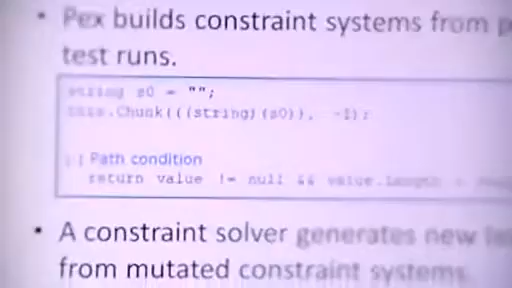 • Pex builds constraint systems from
test runs.
string s0 = "";
this.Chunk(((string)(s0)), -1);
// Path condition
return value != null && value.Length
• A constraint solver generates new
from mutated constraint systems.